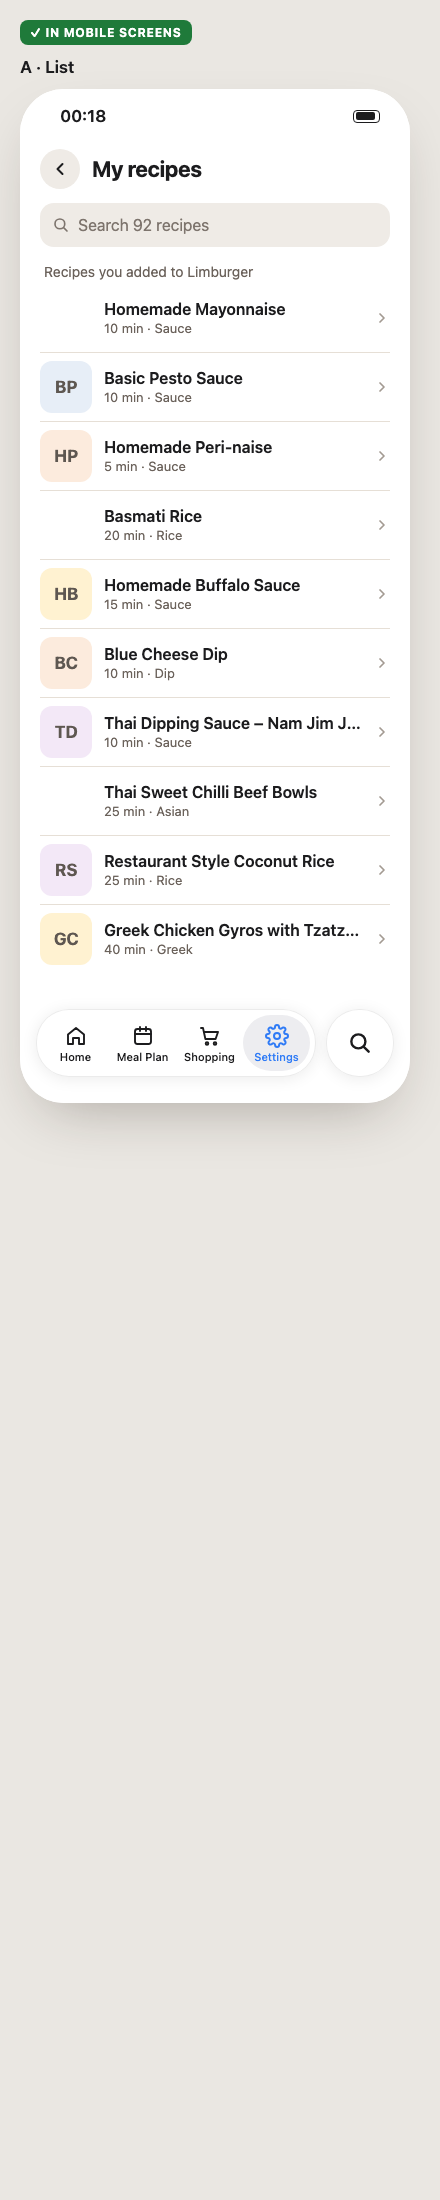 ✓ IN MOBILE SCREENS
A · List
00:18
My recipes
Search 92 recipes
Recipes you added to Limburger
Homemade Mayonnaise
10 min · Sauce
BP
Basic Pesto Sauce
10 min · Sauce
HP
Homemade Peri-naise
5 min · Sauce
Basmati Rice
20 min · Rice
HB
Homemade Buffalo Sauce
15 min · Sauce
BC
Blue Cheese Dip
10 min · Dip
TD
Thai Dipping Sauce – Nam Jim J...
10 min · Sauce
Thai Sweet Chilli Beef Bowls
25 min · Asian
RS
Restaurant Style Coconut Rice
25 min · Rice
GC
Greek Chicken Gyros with Tzatz...
40 min · Greek
Home Meal Plan Shopping Settings